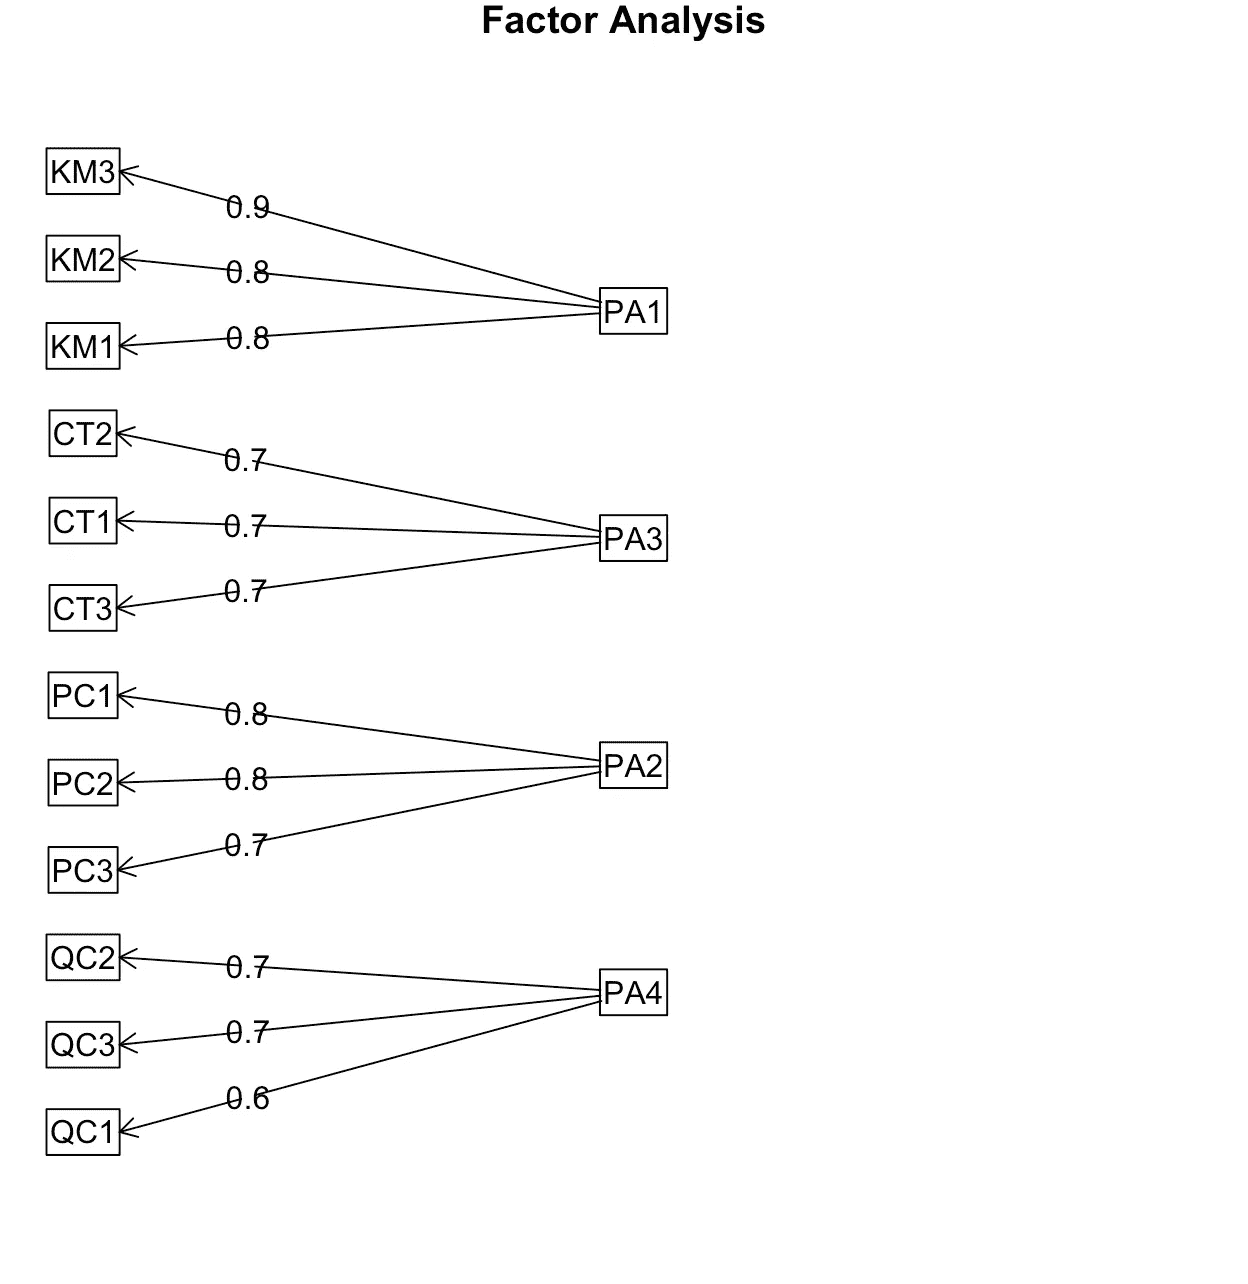 Factor Analysis
KM3
0.9
KM2
0.8
PA1
KM1
0.8
CT2
0.7
CT1
0.7
PA3
CT3
0.7
PC1
0.8
PC2
0.8
PA2
PC3
0.7
QC2
0.7
PA4
QC3
0.7
QC1
0.6